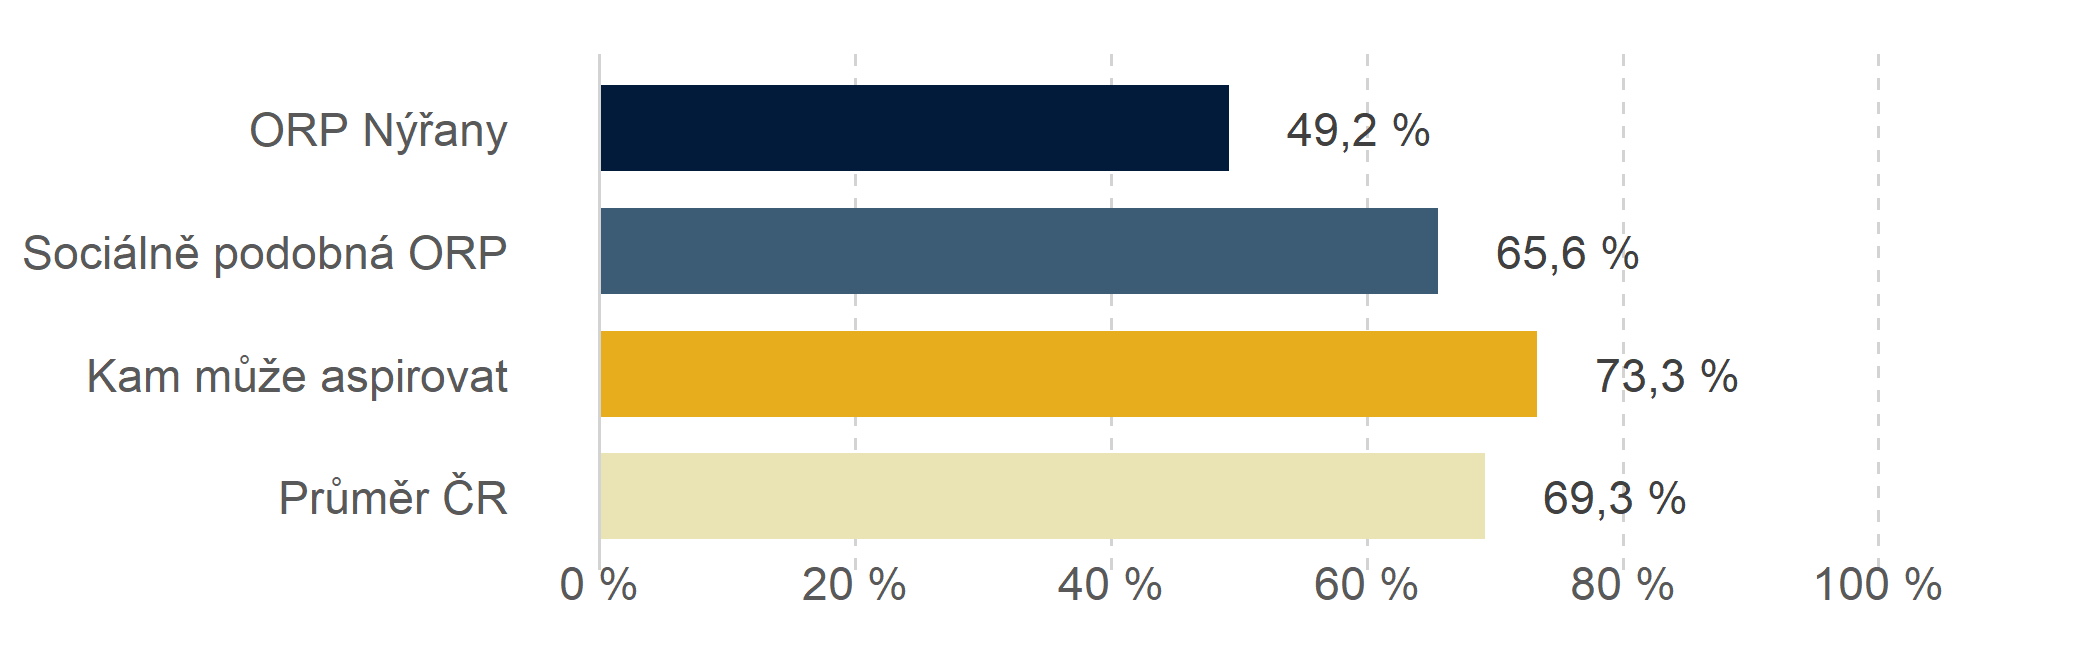 ORP Nýřany
49,2 %
Sociálně podobná ORP
65,6 %
Kam může aspirovat
73,3 %
Průměr ČR
69,3 %
0 %
20 %
40 %
60 %
80 %
100 %